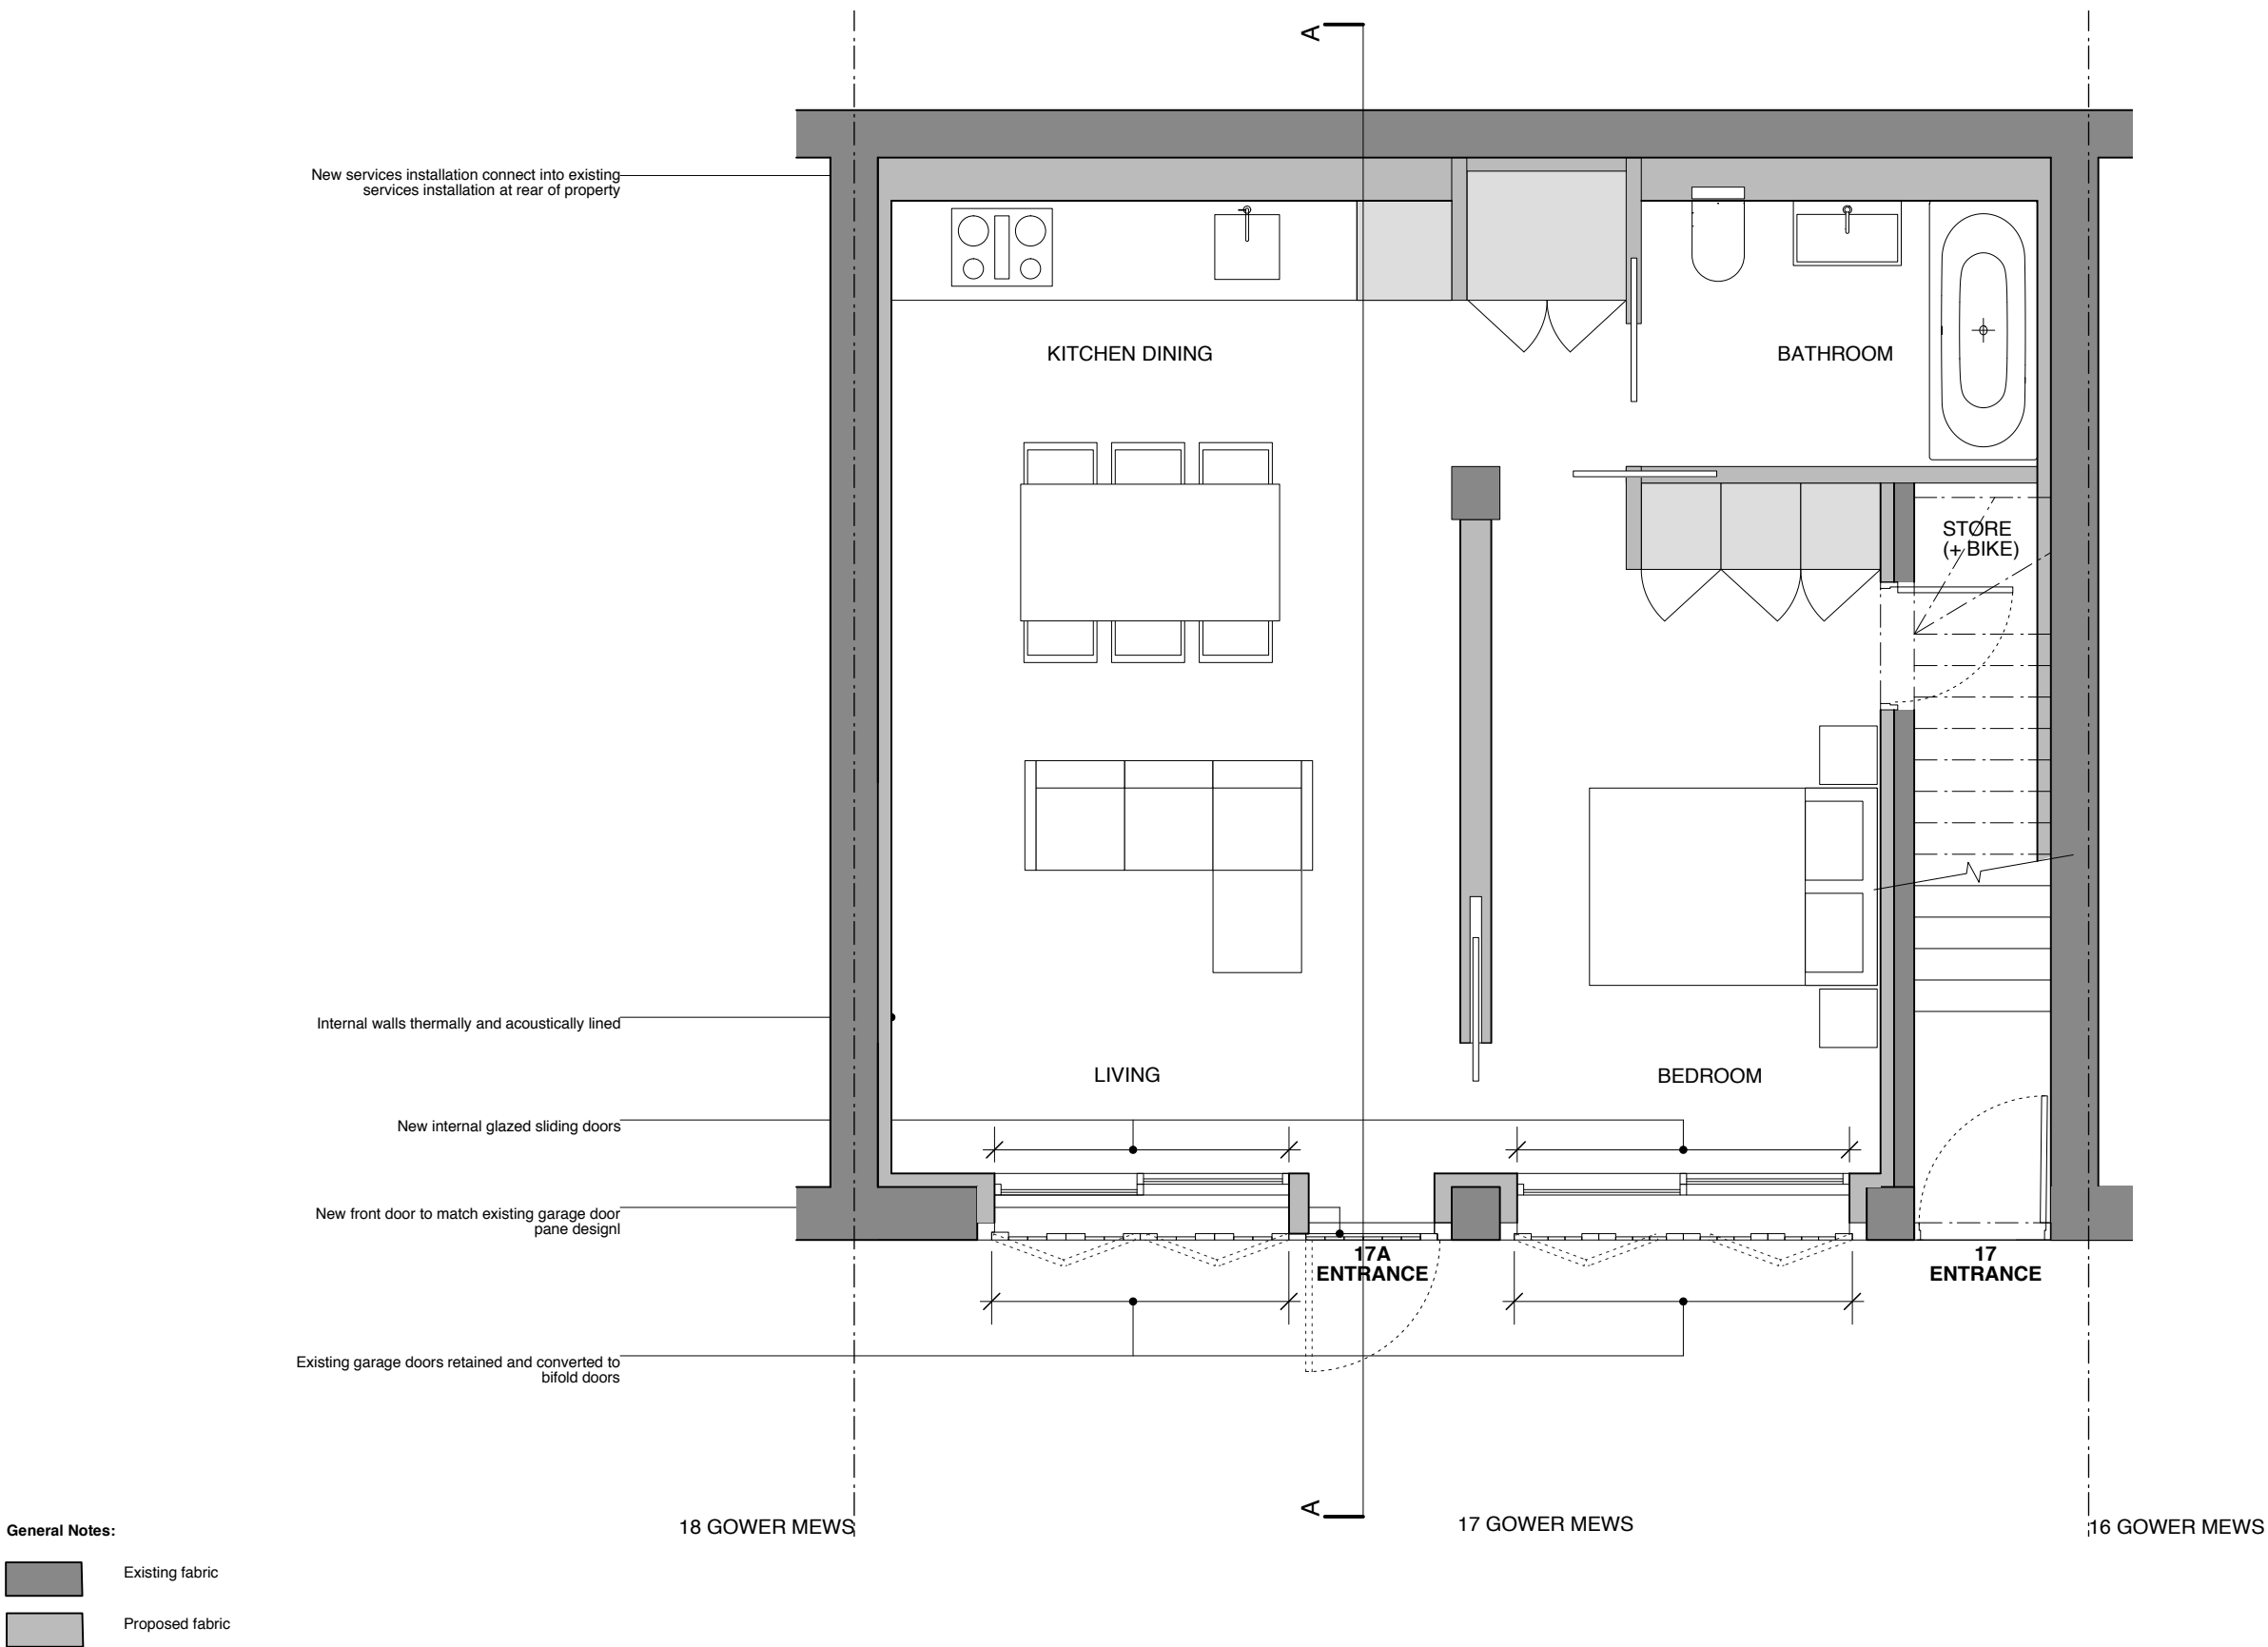 A
New services installation connect into existing
services installation at rear of property
KITCHEN DINING
BATHROOM
STORE
(+ BIKE)
Internal walls thermally and acoustically lined
LIVING
BEDROOM
New internal glazed sliding doors
New front door to match existing garage door
pane designl
17A
ENTRANCE
17
ENTRANCE
Existing garage doors retained and converted to
bifold doors
A
18 GOWER MEWS
17 GOWER MEWS
16 GOWER MEWS
General Notes:
Existing fabric
Proposed fabric